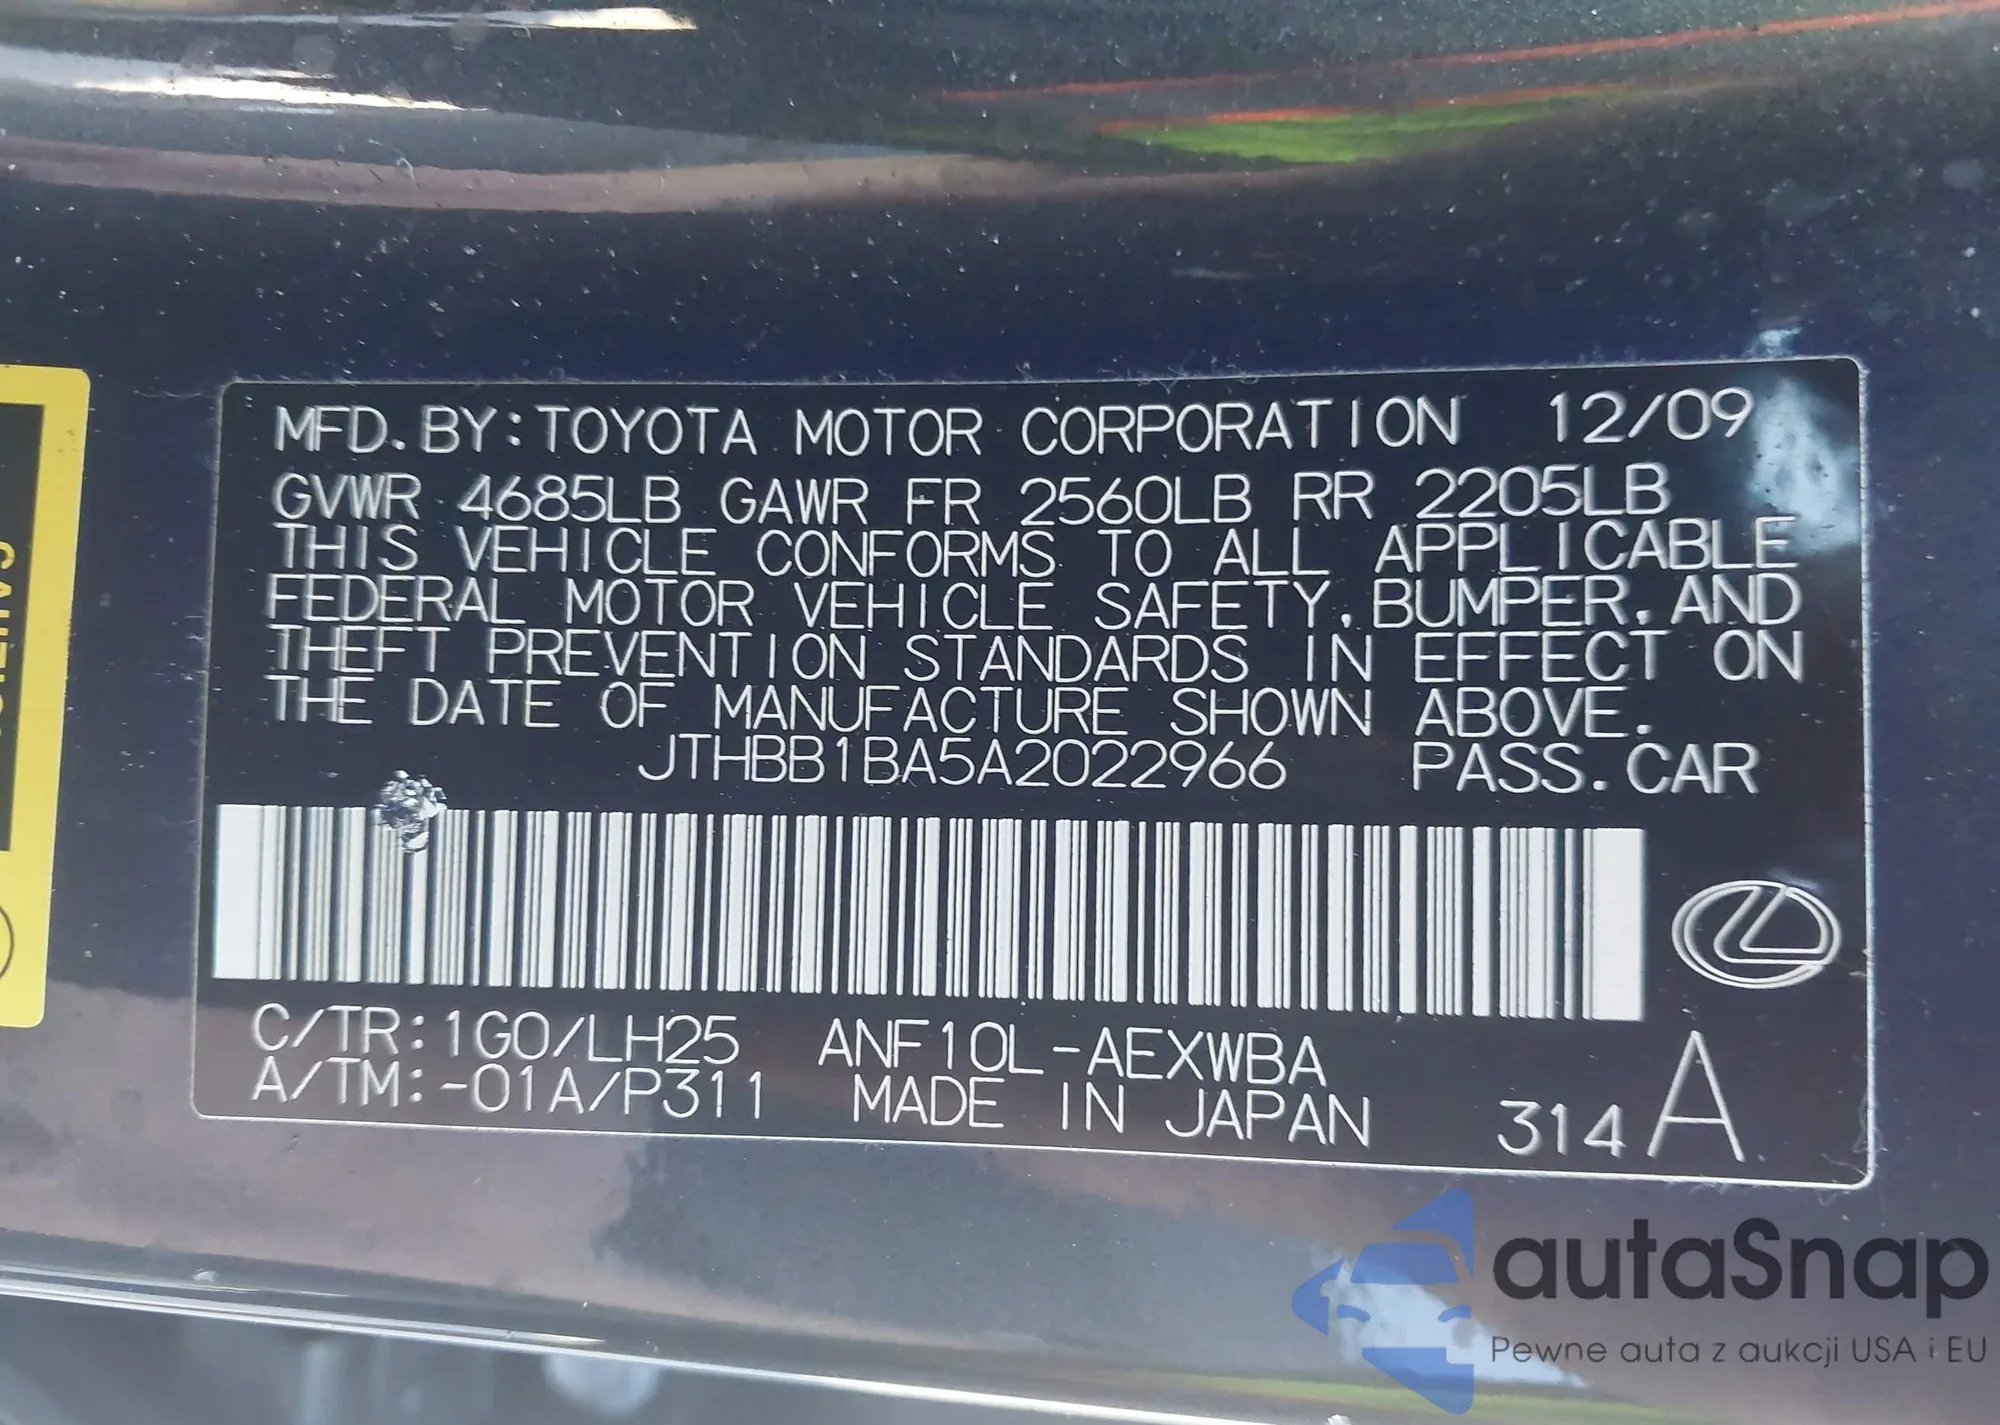 MFD. BY: TOYOTA MOTOR CORPORATION 12/09
GVWR 4685LB GAWR FR 2560LB RR 2205LB
THIS VEHICLE CONFORMS TO ALL APPLICABLE
FEDERAL MOTOR VEHICLE SAFETY, BUMPER, AND
THEFT PREVENTION STANDARDS IN EFFECT ON
THE DATE OF MANUFACTURE SHOWN ABOVE.
JTHBB1BA5A2022966 PASS. CAR
C/TR: 1G0/LH25 ANF10L-AEXWBA
A/TM: -01A/P311 MADE IN JAPAN 314 A
autaSnap
Pewne auta z aukcji USA i EU